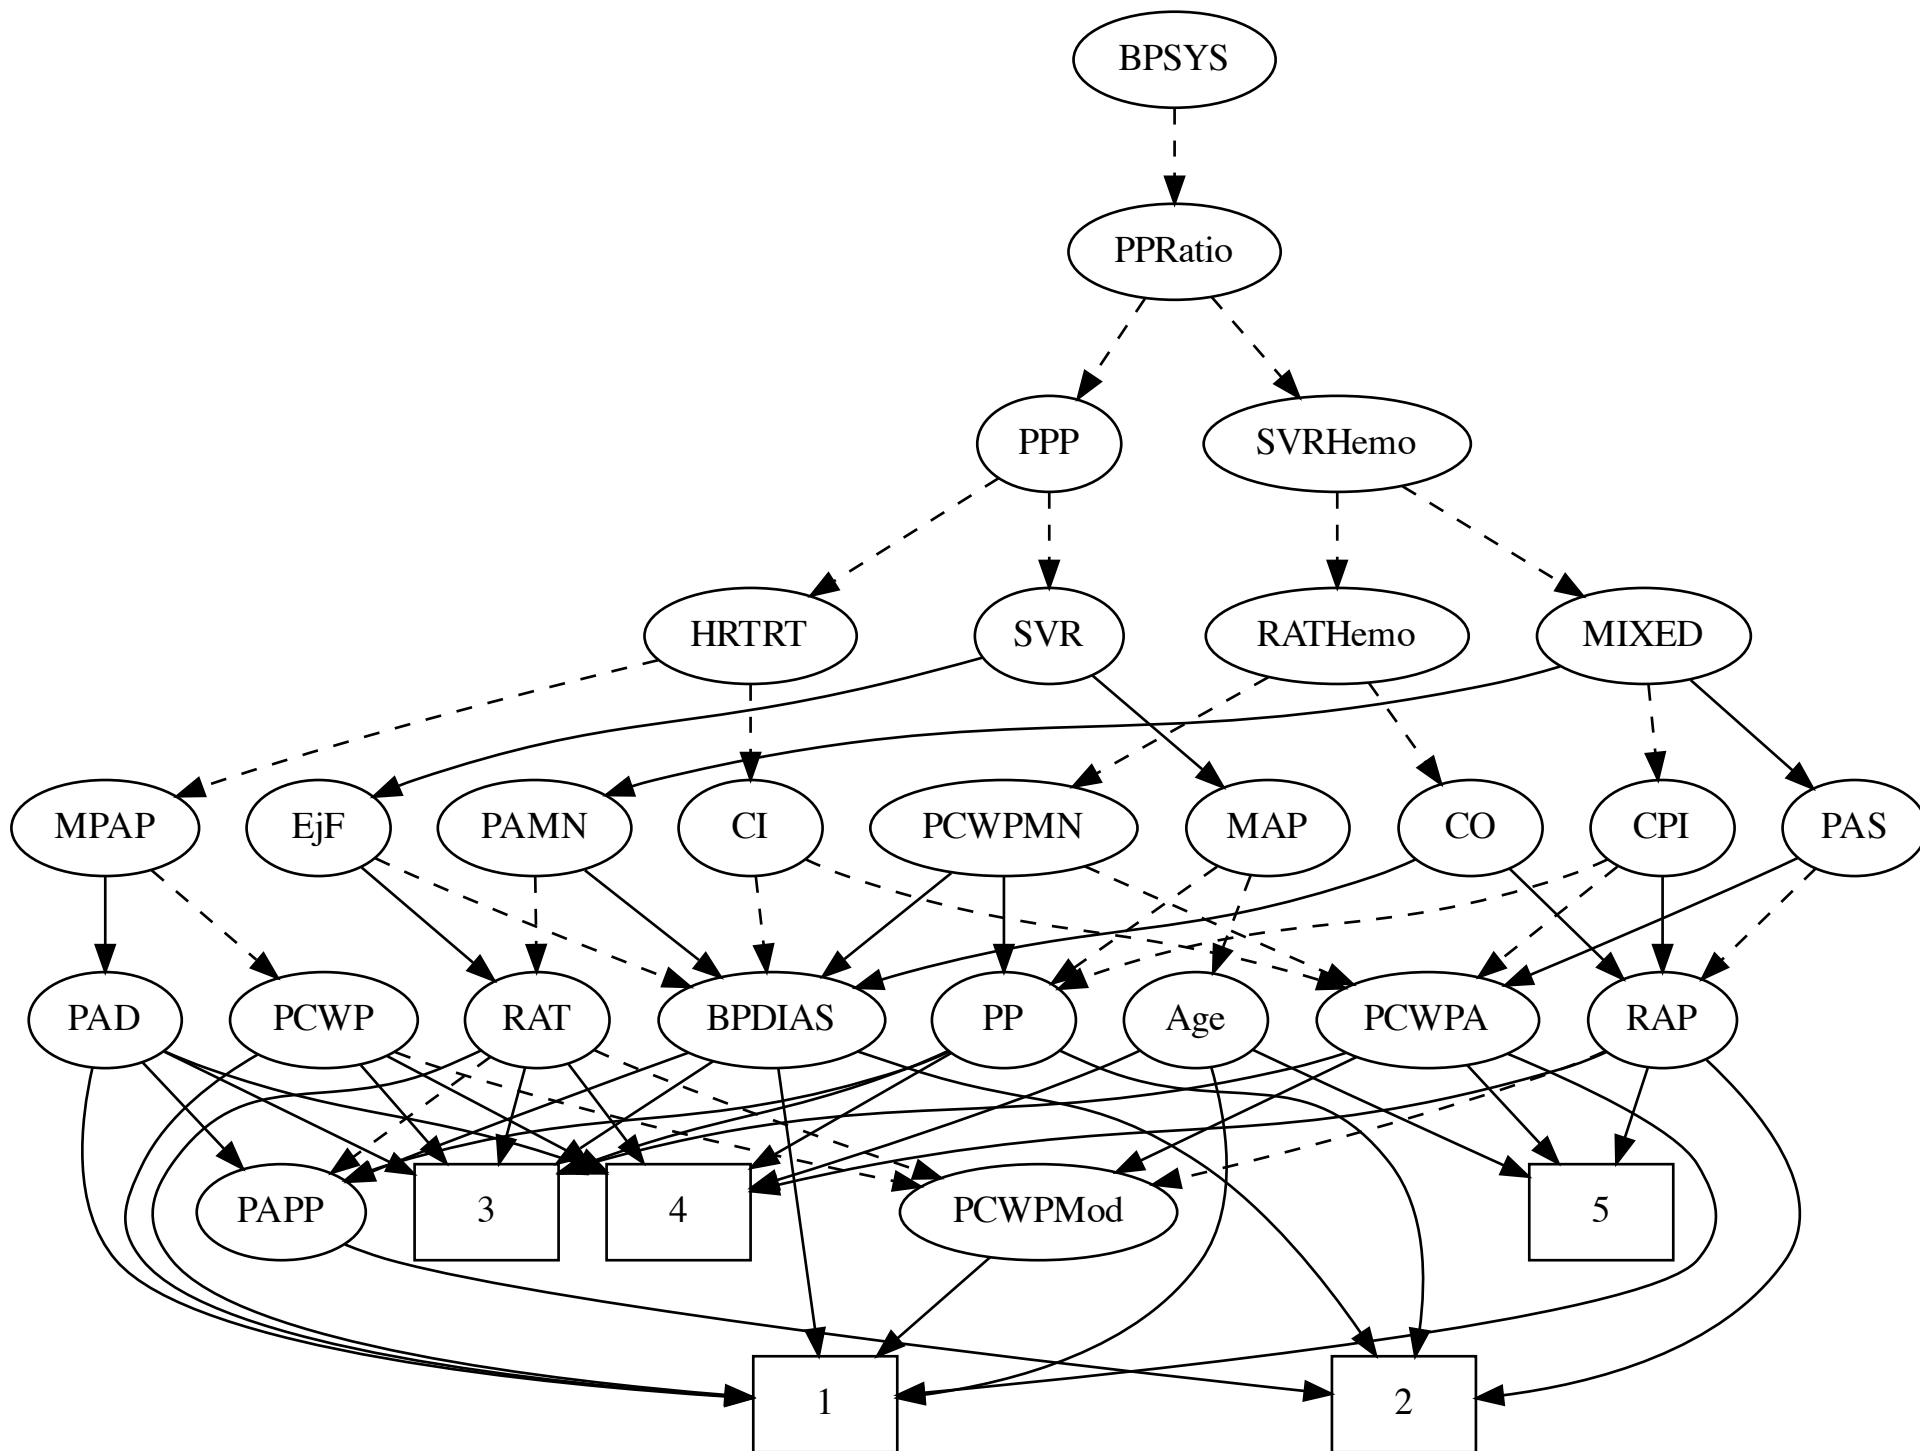 BPSYS
PPRatio
PPP
SVRHemo
HRTRT
SVR
RATHemo
MIXED
MPAP
EjF
PAMN
CI
PCWPMN
MAP
CO
CPI
PAS
PAD
PCWP
RAT
BPDIAS
PP
Age
PCWPA
RAP
PAPP
3
4
PCWPMod
5
1
2